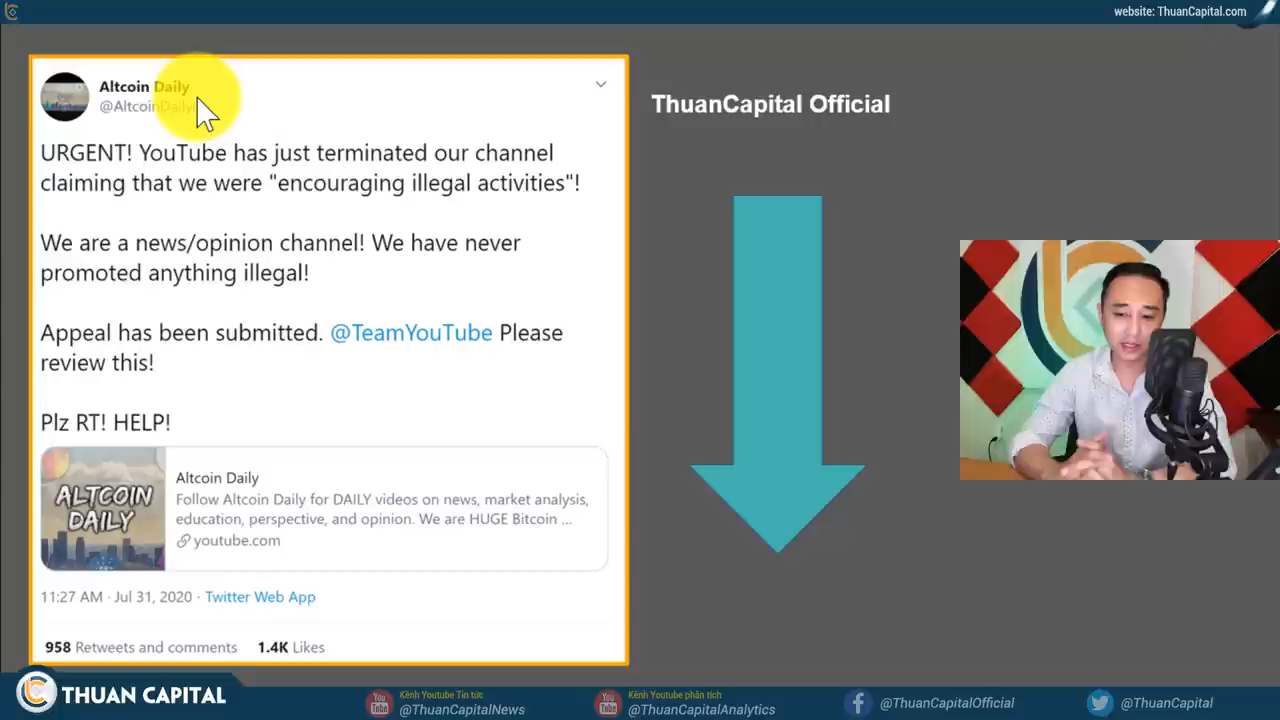 website: ThuanCapital.com
Altcoin Daily
@AltcoinDaily
URGENT! YouTube has just terminated our channel
claiming that we were "encouraging illegal activities"!
We are a news/opinion channel! We have never
promoted anything illegal!
Appeal has been submitted. @TeamYouTube Please
review this!
Plz RT! HELP!
ALTCOIN
DAILY
Altcoin Daily
Follow Altcoin Daily for DAILY videos on news, market analysis,
education, perspective, and opinion. We are HUGE Bitcoin ...
youtube.com
11:27 AM · Jul 31, 2020 · Twitter Web App
958 Retweets and comments 1.4K Likes
ThuanCapital Official
THUAN CAPITAL
You
Tube
Kênh Youtube Tin tức
@ThuanCapitalNews
You
Tube
Kênh Youtube phân tích
@ThuanCapitalAnalytics
@ThuanCapitalOfficial
@ThuanCapital